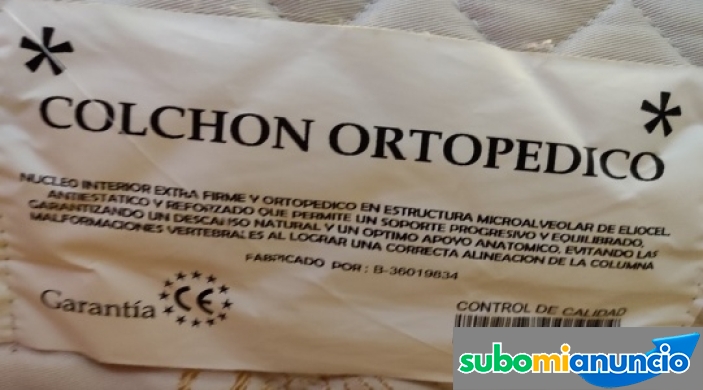 * *
COLCHON ORTOPEDICO
NUCLEO INTERIOR EXTRA FIRME Y ORTOPEDICO EN ESTRUCTURA MICROALVEOLAR DE ELIOCEL
ANTIESTATICO Y REFORZADO QUE PERMITE UN SOPORTE PROGRESIVO Y EQUILIBRADO,
GARANTIZANDO UN DESCANSO NATURAL Y UN OPTIMO APOYO ANATOMICO, EVITANDO LAS
MALFORMACIONES VERTEBRALES AL LOGRAR UNA CORRECTA ALINEACION DE LA COLUMNA
FABRICADO POR: B-36019834
Garantía CE
CONTROL DE CALIDAD
subomianuncio